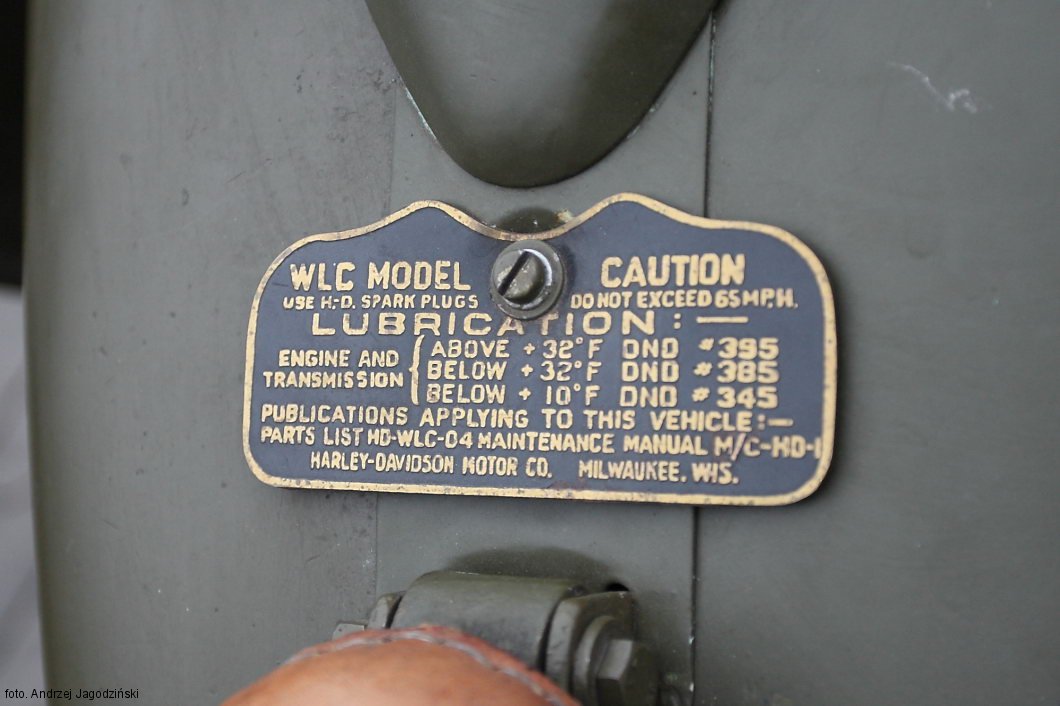 WLC MODEL
CAUTION
USE H.-D. SPARK PLUGS
DO NOT EXCEED 65 M.P.H.
LUBRICATION : —
ENGINE AND
TRANSMISSION
ABOVE + 32°F DND #395
BELOW + 32°F DND #385
BELOW + 10°F DND #345
PUBLICATIONS APPLYING TO THIS VEHICLE:—
PARTS LIST HD-WLC-04 MAINTENANCE MANUAL M/C-HD-1
HARLEY-DAVIDSON MOTOR CO. MILWAUKEE. WIS.
foto. Andrzej Jagodziński